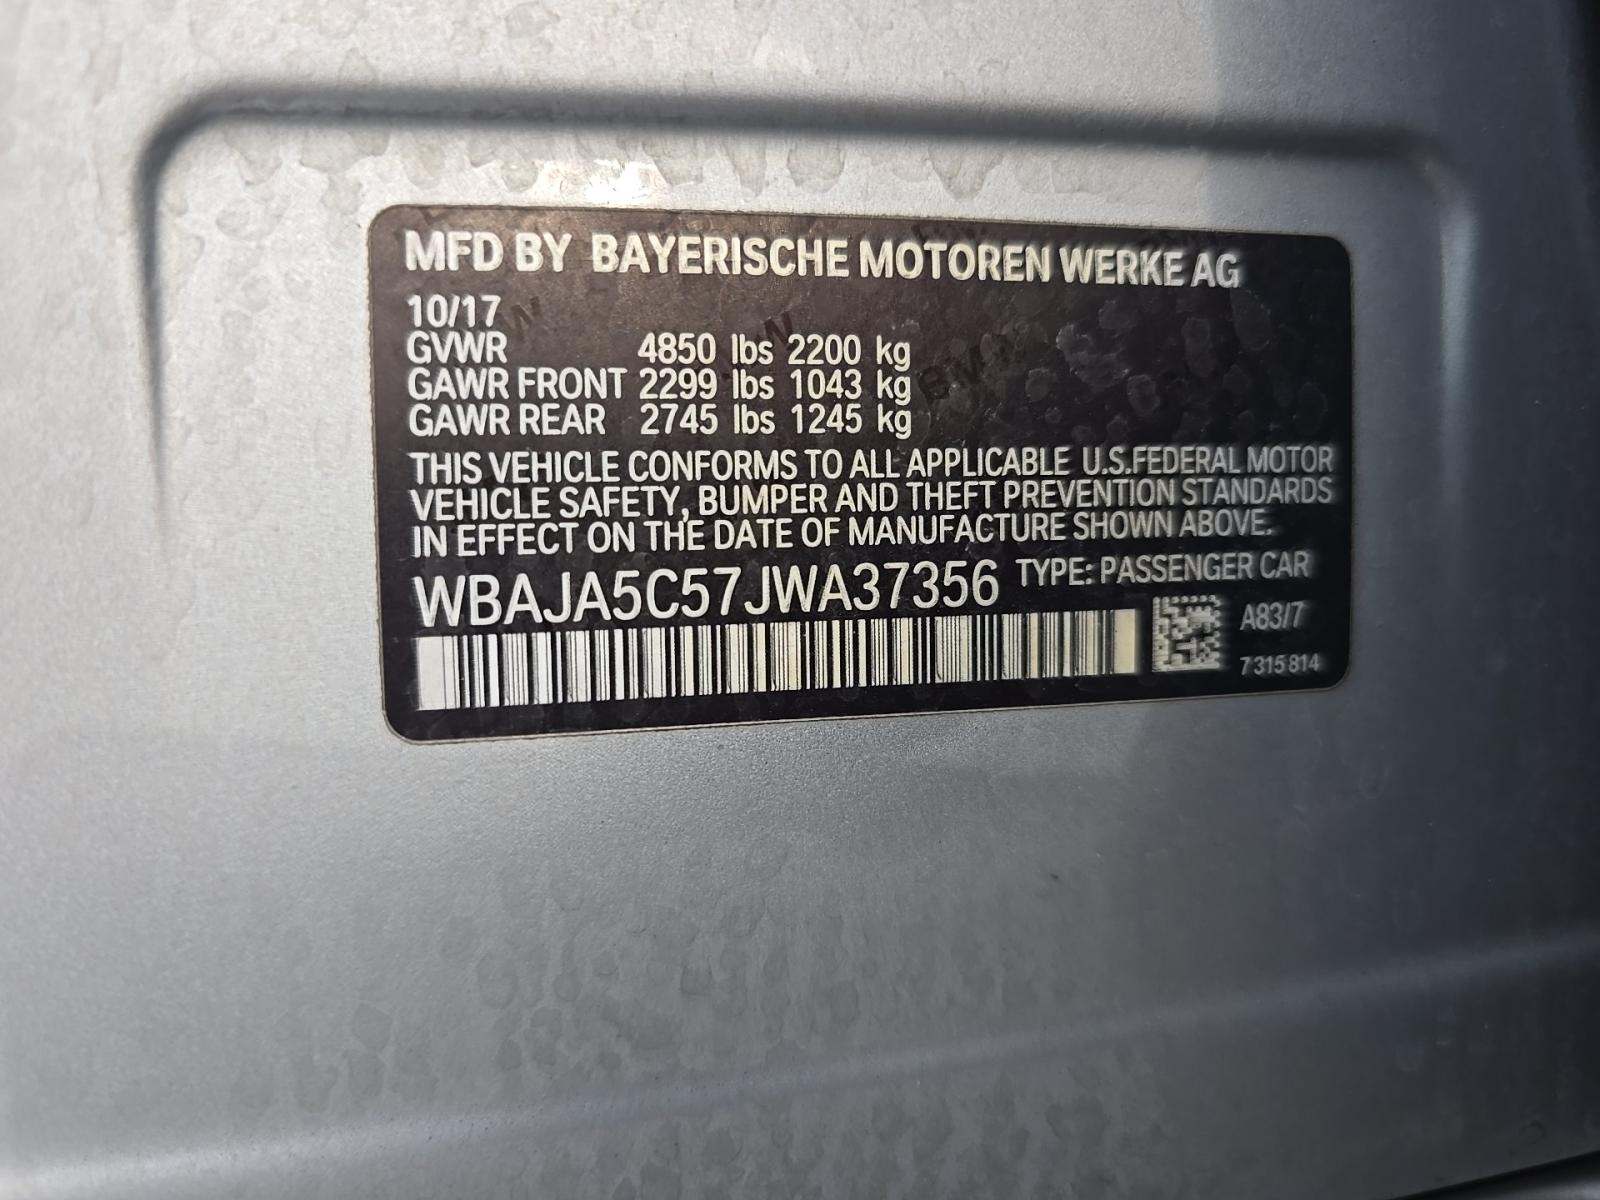 MFD BY BAYERISCHE MOTOREN WERKE AG
10/17
GVWR 4850 lbs 2200 kg
GAWR FRONT 2299 lbs 1043 kg
GAWR REAR 2745 lbs 1245 kg
THIS VEHICLE CONFORMS TO ALL APPLICABLE U.S.FEDERAL MOTOR
VEHICLE SAFETY, BUMPER AND THEFT PREVENTION STANDARDS
IN EFFECT ON THE DATE OF MANUFACTURE SHOWN ABOVE.
WBAJA5C57JWA37356 TYPE: PASSENGER CAR
A83/7
7 315 814